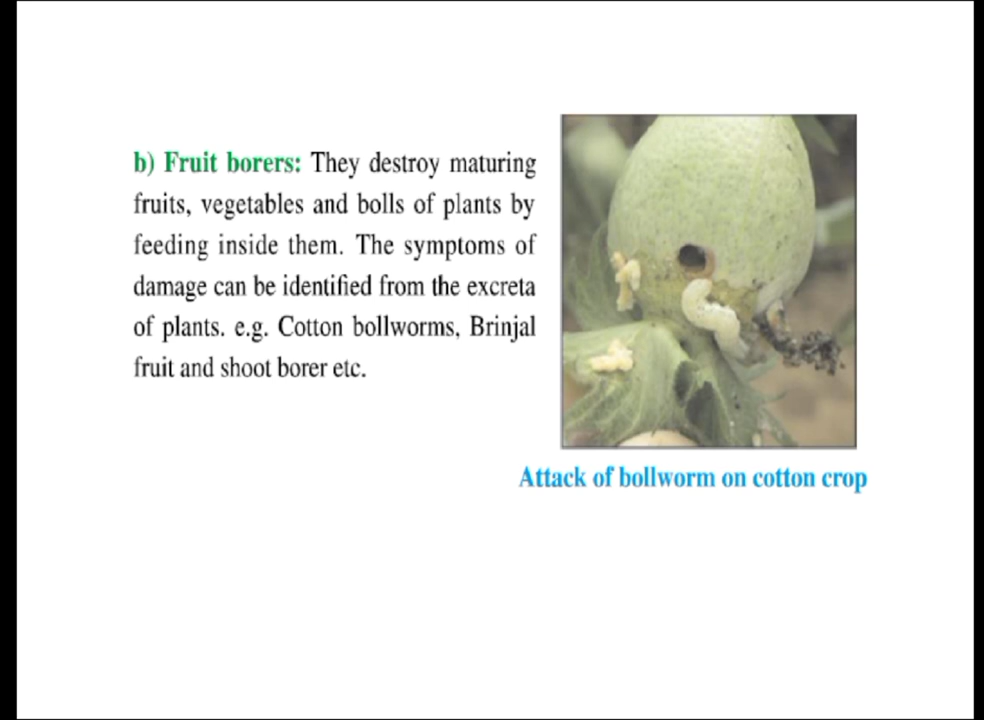 b) Fruit borers: They destroy maturing
fruits, vegetables and bolls of plants by
feeding inside them. The symptoms of
damage can be identified from the excreta
of plants. e.g. Cotton bollworms, Brinjal
fruit and shoot borer etc.
Attack of bollworm on cotton crop